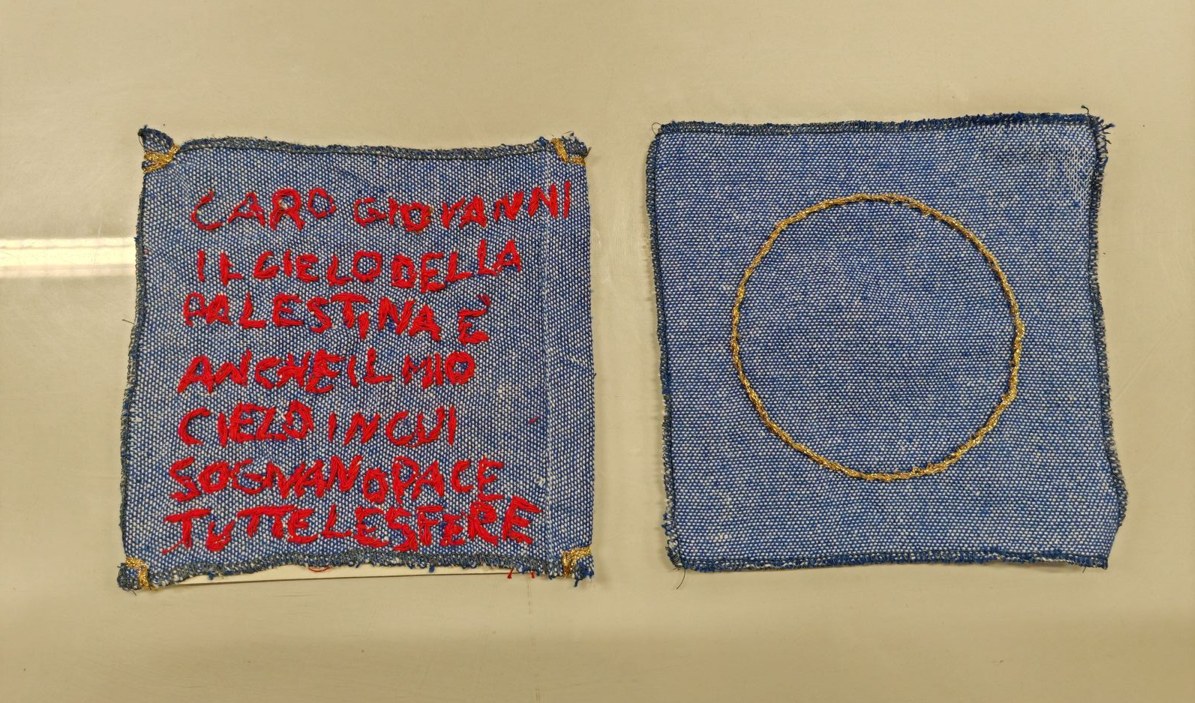 CARO GIOVANNI
IL CIELO DELLA
PALESTINA È
ANCHE IL MIO
CIELO IN CUI
SOGNANO PACE
TUTTE LE SFERE